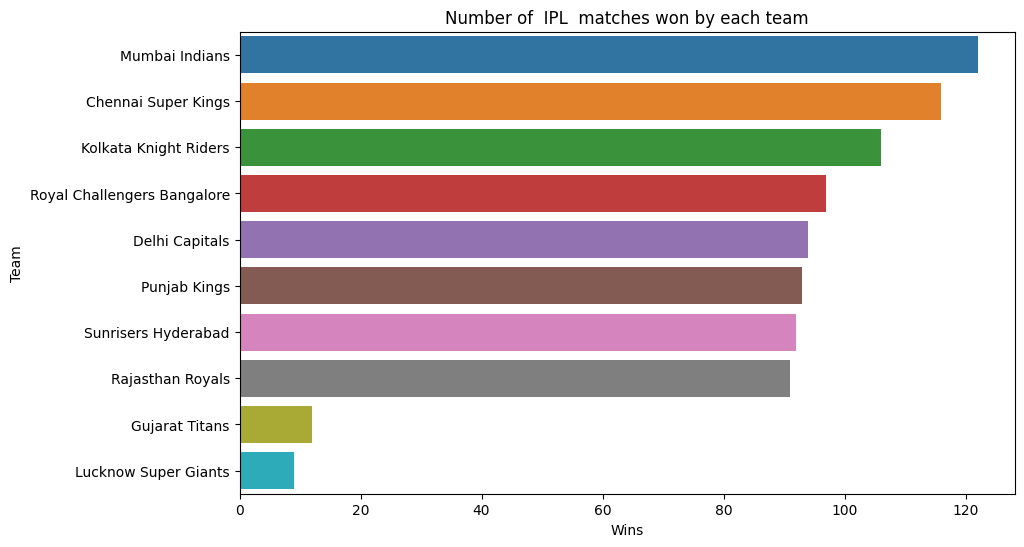 Number of  IPL  matches won by each team
Team
Mumbai Indians
Chennai Super Kings
Kolkata Knight Riders
Royal Challengers Bangalore
Delhi Capitals
Punjab Kings
Sunrisers Hyderabad
Rajasthan Royals
Gujarat Titans
Lucknow Super Giants
0 20 40 60 80 100 120
Wins